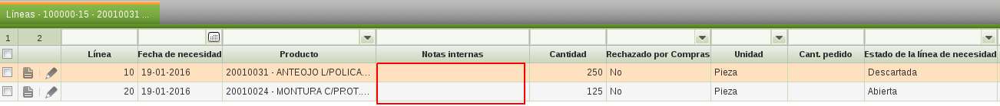 Líneas - 100000-15 - 20010031 ...
1 2
Línea Fecha de necesidad Producto Notas internas Cantidad Rechazado por Compras Unidad Cant. pedido Estado de la línea de necesidad
10 19-01-2016 20010031 - ANTEOJO L/POLICA... 250 No Pieza Descartada
20 19-01-2016 20010024 - MONTURA C/PROT.... 125 No Pieza Abierta